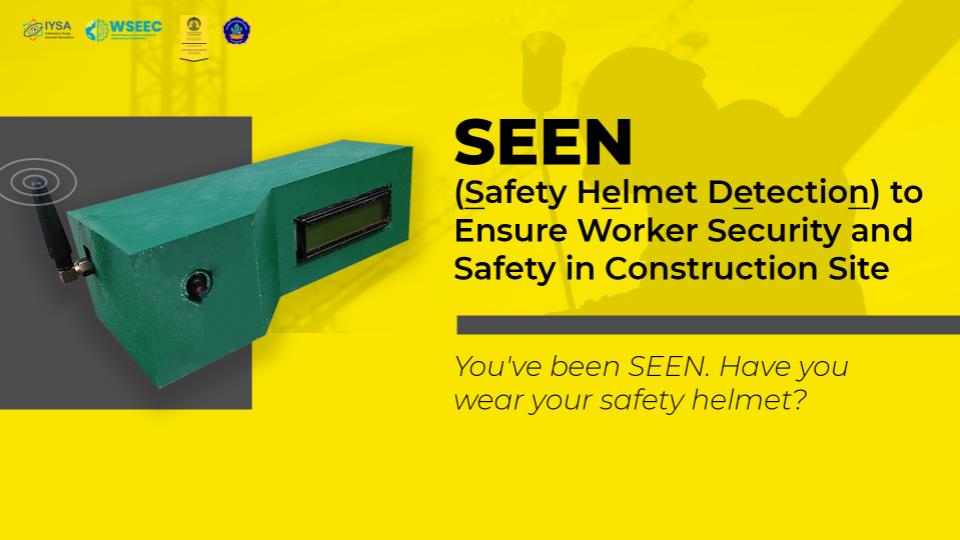 IYSA
WSEEC
SEEN
(Safety Helmet Detection) to
Ensure Worker Security and
Safety in Construction Site
You've been SEEN. Have you
wear your safety helmet?